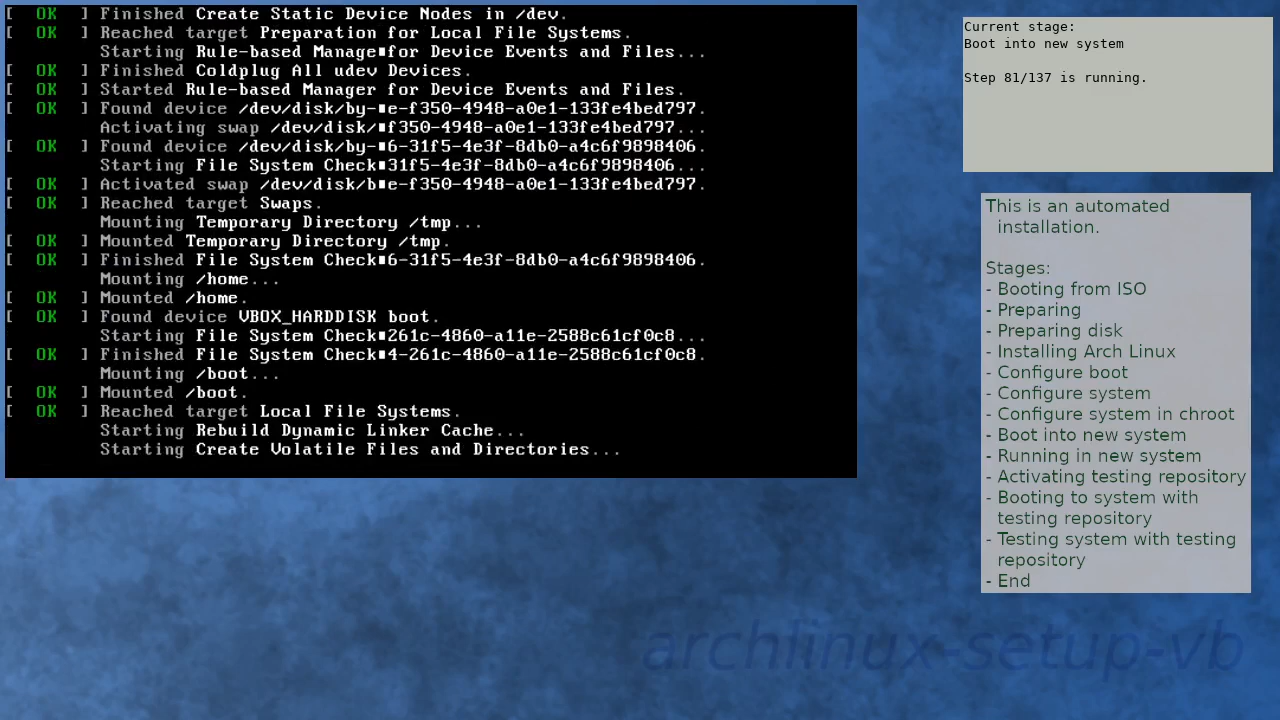 [  OK  ] Finished Create Static Device Nodes in /dev.
[  OK  ] Reached target Preparation for Local File Systems.
Starting Rule-based Manage▪for Device Events and Files...
[  OK  ] Finished Coldplug All udev Devices.
[  OK  ] Started Rule-based Manager for Device Events and Files.
[  OK  ] Found device /dev/disk/by-▪e-f350-4948-a0e1-133fe4bed797.
Activating swap /dev/disk/▪f350-4948-a0e1-133fe4bed797...
[  OK  ] Found device /dev/disk/by-▪6-31f5-4e3f-8db0-a4c6f9898406.
Starting File System Check▪31f5-4e3f-8db0-a4c6f9898406...
[  OK  ] Activated swap /dev/disk/b▪e-f350-4948-a0e1-133fe4bed797.
[  OK  ] Reached target Swaps.
Mounting Temporary Directory /tmp...
[  OK  ] Mounted Temporary Directory /tmp.
[  OK  ] Finished File System Check▪6-31f5-4e3f-8db0-a4c6f9898406.
Mounting /home...
[  OK  ] Mounted /home.
[  OK  ] Found device VBOX_HARDDISK boot.
Starting File System Check▪261c-4860-a11e-2588c61cf0c8...
[  OK  ] Finished File System Check▪4-261c-4860-a11e-2588c61cf0c8.
Mounting /boot...
[  OK  ] Mounted /boot.
[  OK  ] Reached target Local File Systems.
Starting Rebuild Dynamic Linker Cache...
Starting Create Volatile Files and Directories...
Current stage:
Boot into new system
Step 81/137 is running.
This is an automated
installation.
Stages:
- Booting from ISO
- Preparing
- Preparing disk
- Installing Arch Linux
- Configure boot
- Configure system
- Configure system in chroot
- Boot into new system
- Running in new system
- Activating testing repository
- Booting to system with
testing repository
- Testing system with testing
repository
- End
archlinux-setup-vb